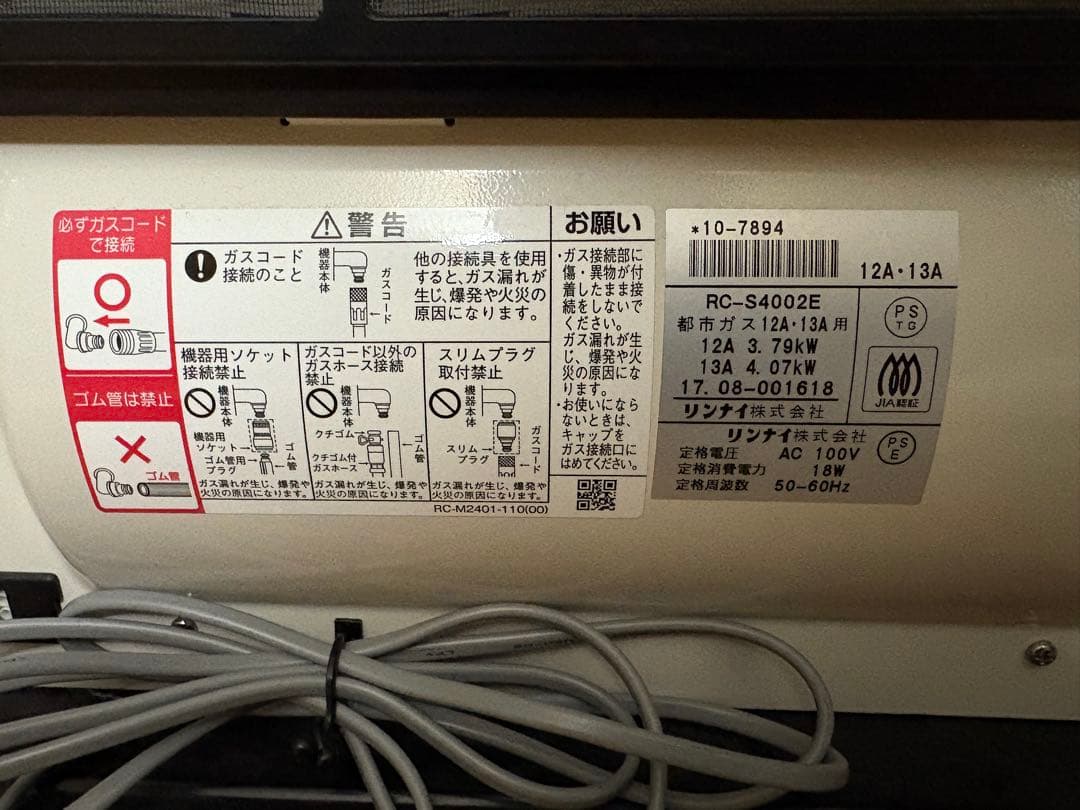 必ずガスコード
で接続
ゴム管は禁止
ゴム管
警告
ガスコード
接続のこと
機器本体
ガスコード
他の接続具を使用
すると、ガス漏れが
生じ、爆発や火災の
原因になります。
機器用ソケット
接続禁止
機器本体
機器用
ソケット
ゴム管用
プラグ
ゴム管
ガス漏れが生じ、爆発や
火災の原因になります。
ガスコード以外の
ガスホース接続
禁止
機器本体
クチゴム
クチゴム付
ガスホース
ゴム管
ガス漏れが生じ、爆発や
火災の原因になります。
スリムプラグ
取付禁止
機器本体
スリム
プラグ
ガスコード
ガス漏れが生じ、爆発や
火災の原因になります。
RC-M2401-110(00)
お願い
・ガス接続部に
傷・異物が付
着したまま接
続をしないで
ください。
ガス漏れが生
じ、爆発や火
災の原因にな
ります。
・お使いになら
ないときは、
キャップを
ガス接続口に
はめてください。
*10-7894
12A・13A
RC-S4002E
都市ガス12A・13A用
12A 3.79kW
13A 4.07kW
17.08-001618
リンナイ株式会社
PS
TG
JIA認証
リンナイ株式会社
定格電圧 AC 100V
定格消費電力 18W
定格周波数 50-60Hz
PS
E